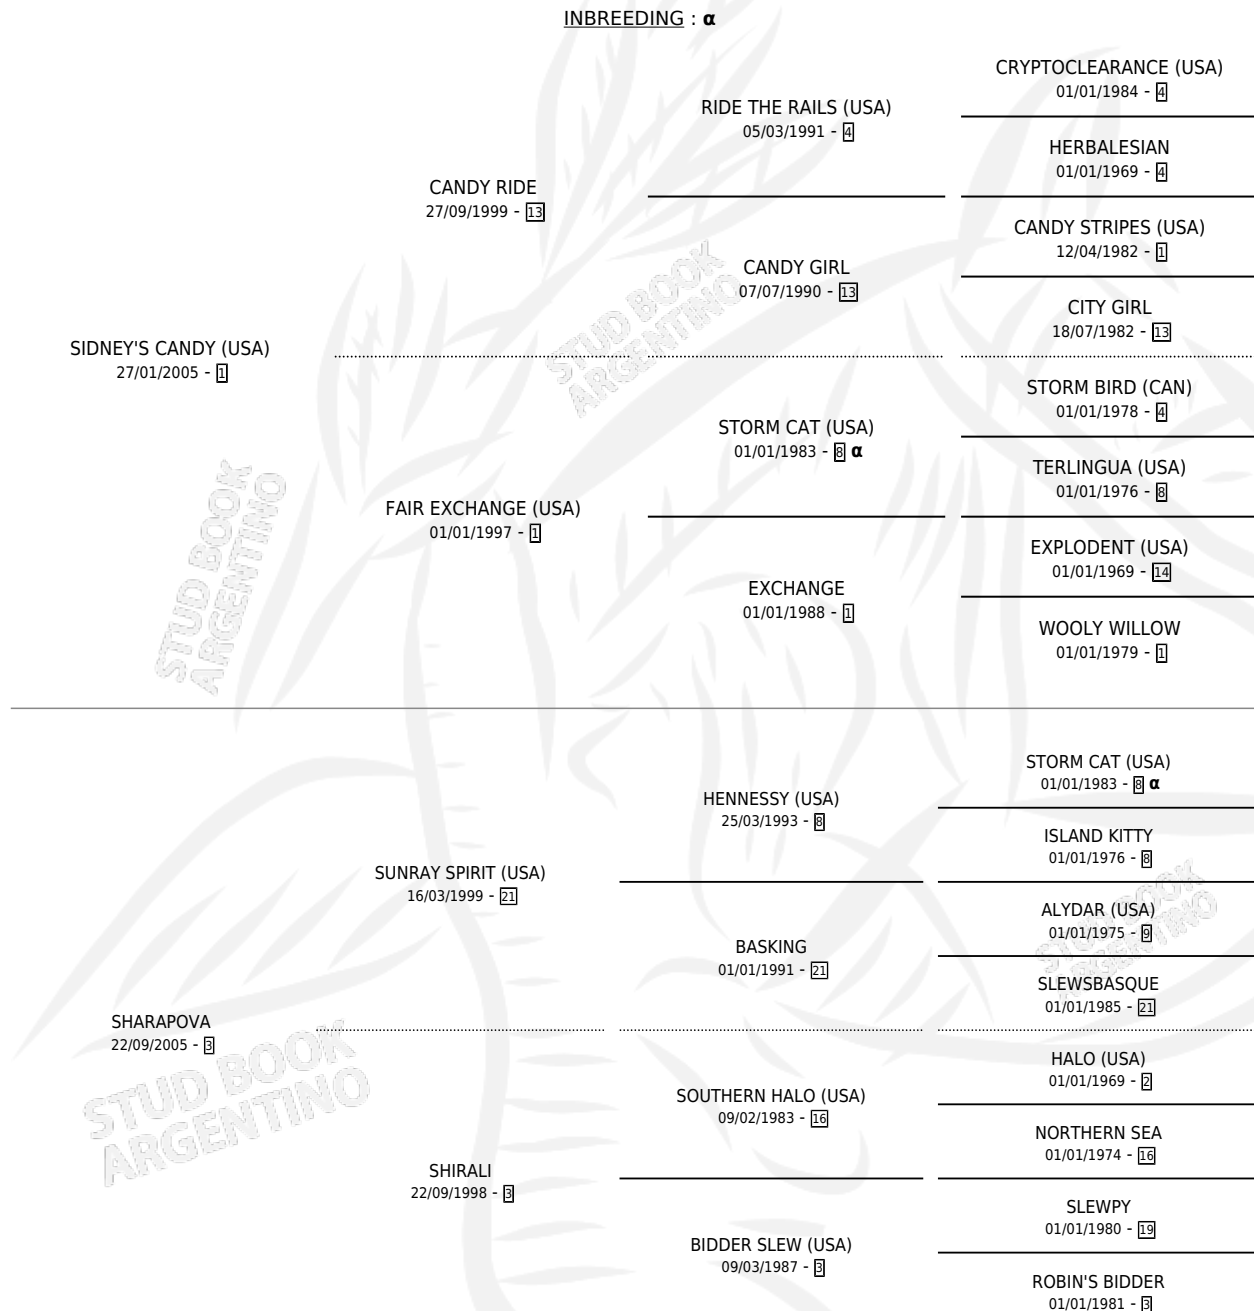 INBREEDING : α
CRYPTOCLEARANCE (USA)
01/01/1984 - 4
RIDE THE RAILS (USA)
05/03/1991 - 4
HERBALESIAN
01/01/1969 - 4
CANDY RIDE
27/09/1999 - 13
CANDY STRIPES (USA)
12/04/1982 - 1
CANDY GIRL
07/07/1990 - 13
CITY GIRL
18/07/1982 - 13
SIDNEY'S CANDY (USA)
27/01/2005 - 1
STORM BIRD (CAN)
01/01/1978 - 4
STORM CAT (USA)
01/01/1983 - 8 α
TERLINGUA (USA)
01/01/1976 - 8
FAIR EXCHANGE (USA)
01/01/1997 - 1
EXPLODENT (USA)
01/01/1969 - 14
EXCHANGE
01/01/1988 - 1
WOOLY WILLOW
01/01/1979 - 1
STORM CAT (USA)
01/01/1983 - 8 α
HENNESSY (USA)
25/03/1993 - 8
ISLAND KITTY
01/01/1976 - 8
SUNRAY SPIRIT (USA)
16/03/1999 - 21
ALYDAR (USA)
01/01/1975 - 9
BASKING
01/01/1991 - 21
SLEWSBASQUE
01/01/1985 - 21
SHARAPOVA
22/09/2005 - 3
HALO (USA)
01/01/1969 - 2
SOUTHERN HALO (USA)
09/02/1983 - 16
NORTHERN SEA
01/01/1974 - 16
SHIRALI
22/09/1998 - 3
SLEWPY
01/01/1980 - 19
BIDDER SLEW (USA)
09/03/1987 - 3
ROBIN'S BIDDER
01/01/1981 - 3
STUD BOOK
ARGENTINO
STUD BOOK
ARGENTINO
STUD BOOK
ARGENTINO
STUD BOOK
ARGENTINO